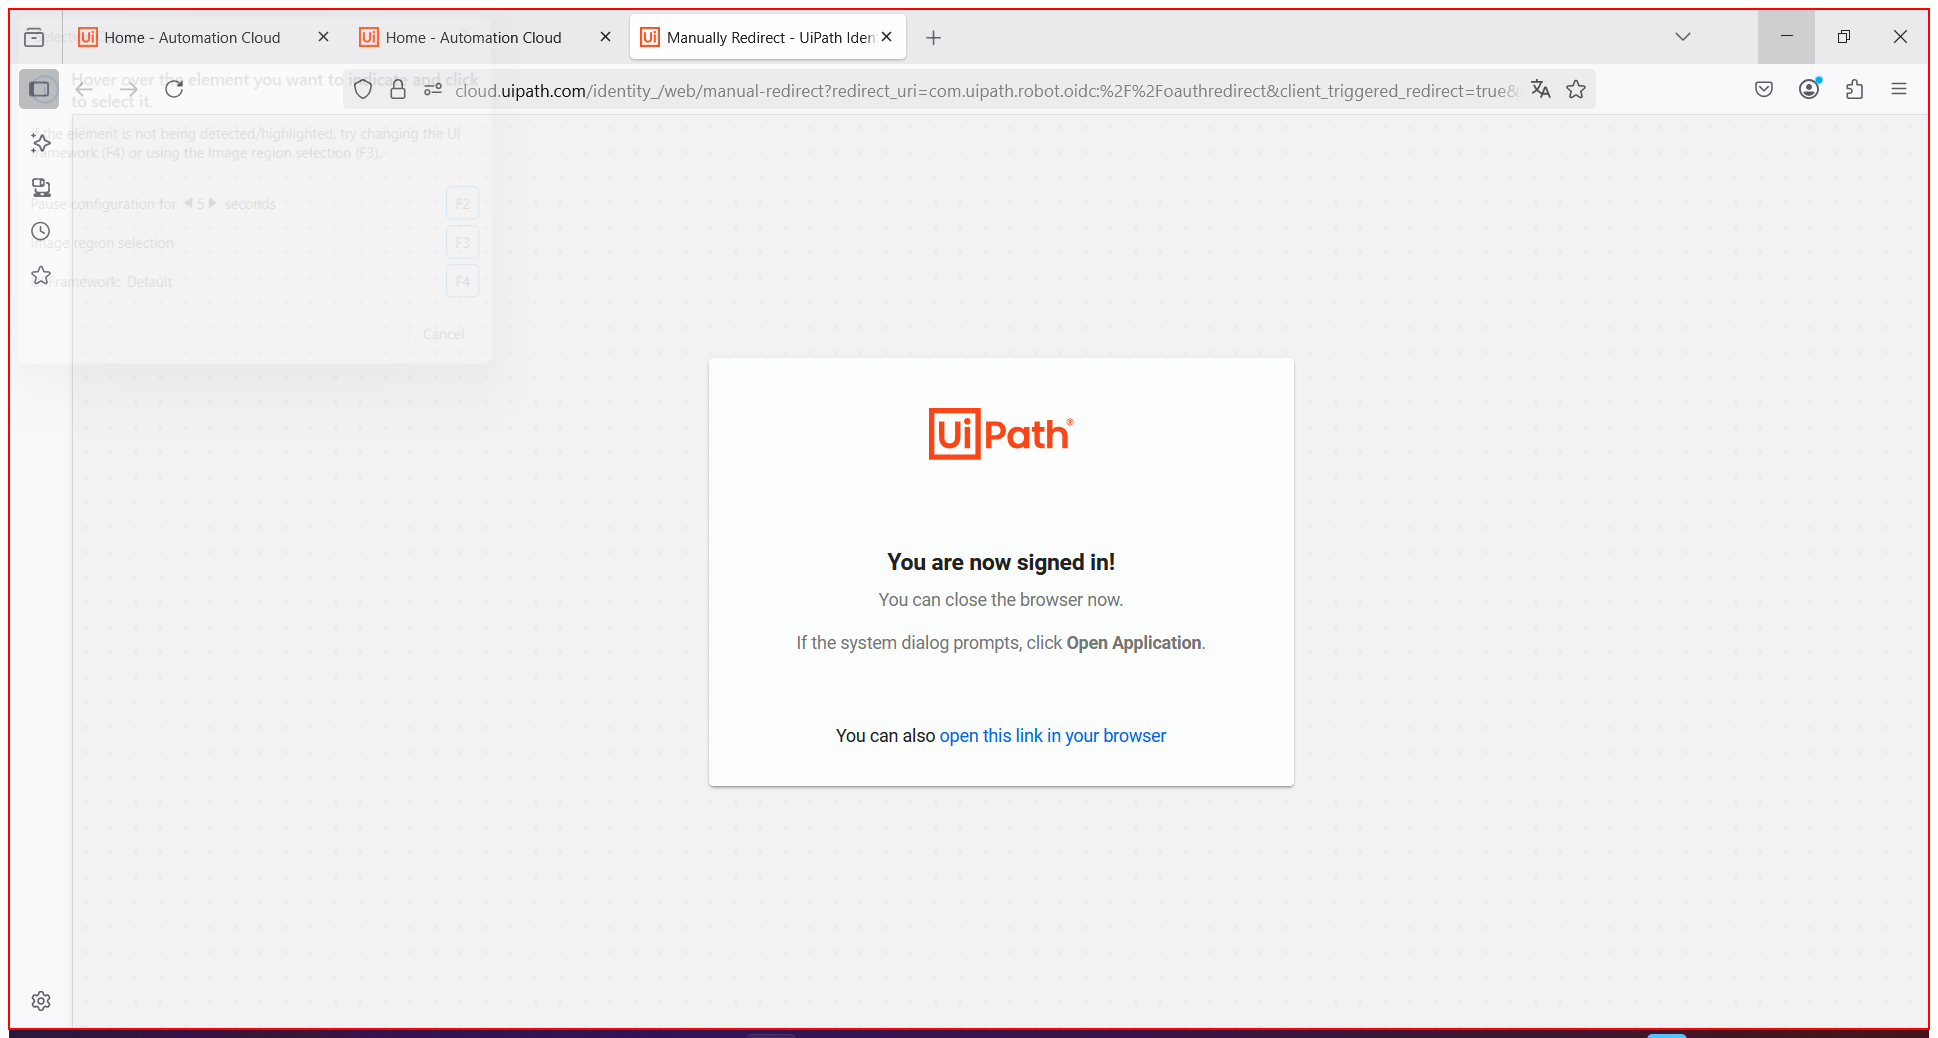 Home - Automation Cloud
Home - Automation Cloud
Manually Redirect - UiPath Iden
Hover over the element you want to indicate and click
to select it.
cloud.uipath.com/identity_/web/manual-redirect?redirect_uri=com.uipath.robot.oidc:%2F%2Foauthredirect&client_triggered_redirect=true&
If the element is not being detected/highlighted, try changing the UI
framework (F4) or using the Image region selection (F3).
Pause configuration for 5 seconds
F2
Image region selection
F3
Framework: Default
F4
Cancel
UiPath®
You are now signed in!
You can close the browser now.
If the system dialog prompts, click Open Application.
You can also open this link in your browser